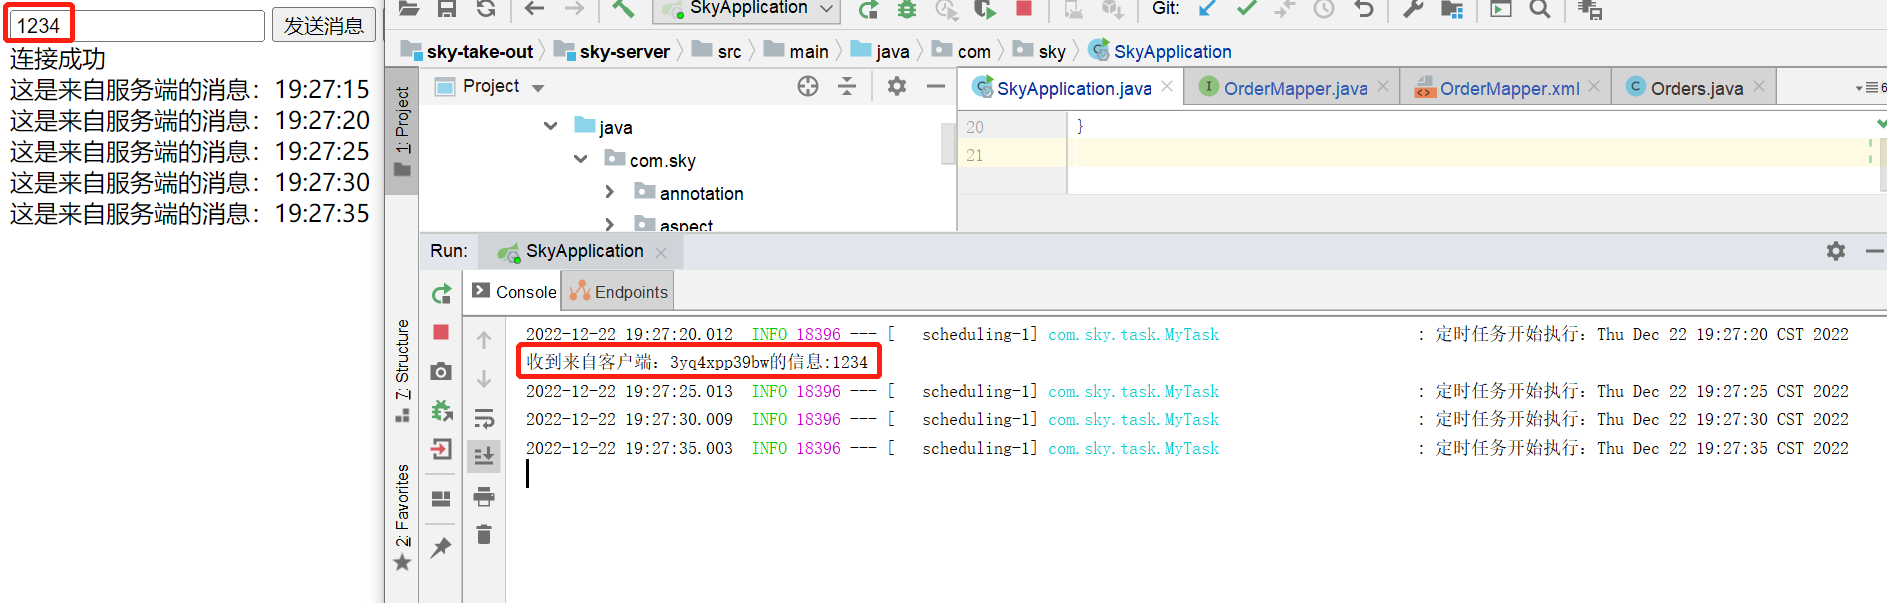 1234 发送消息
连接成功
这是来自服务端的消息：19:27:15
这是来自服务端的消息：19:27:20
这是来自服务端的消息：19:27:25
这是来自服务端的消息：19:27:30
这是来自服务端的消息：19:27:35
SkyApplication Git:
sky-take-out sky-server src main java com sky SkyApplication
1: Project
7: Structure
2: Favorites
Project
java
com.sky
annotation
aspect
SkyApplication.java OrderMapper.java OrderMapper.xml Orders.java 6
20 }
21
Run: SkyApplication
Console Endpoints
2022-12-22 19:27:20.012 INFO 18396 --- [ scheduling-1] com.sky.task.MyTask : 定时任务开始执行：Thu Dec 22 19:27:20 CST 2022
收到来自客户端：3yq4xpp39bw的信息:1234
2022-12-22 19:27:25.013 INFO 18396 --- [ scheduling-1] com.sky.task.MyTask : 定时任务开始执行：Thu Dec 22 19:27:25 CST 2022
2022-12-22 19:27:30.009 INFO 18396 --- [ scheduling-1] com.sky.task.MyTask : 定时任务开始执行：Thu Dec 22 19:27:30 CST 2022
2022-12-22 19:27:35.003 INFO 18396 --- [ scheduling-1] com.sky.task.MyTask : 定时任务开始执行：Thu Dec 22 19:27:35 CST 2022